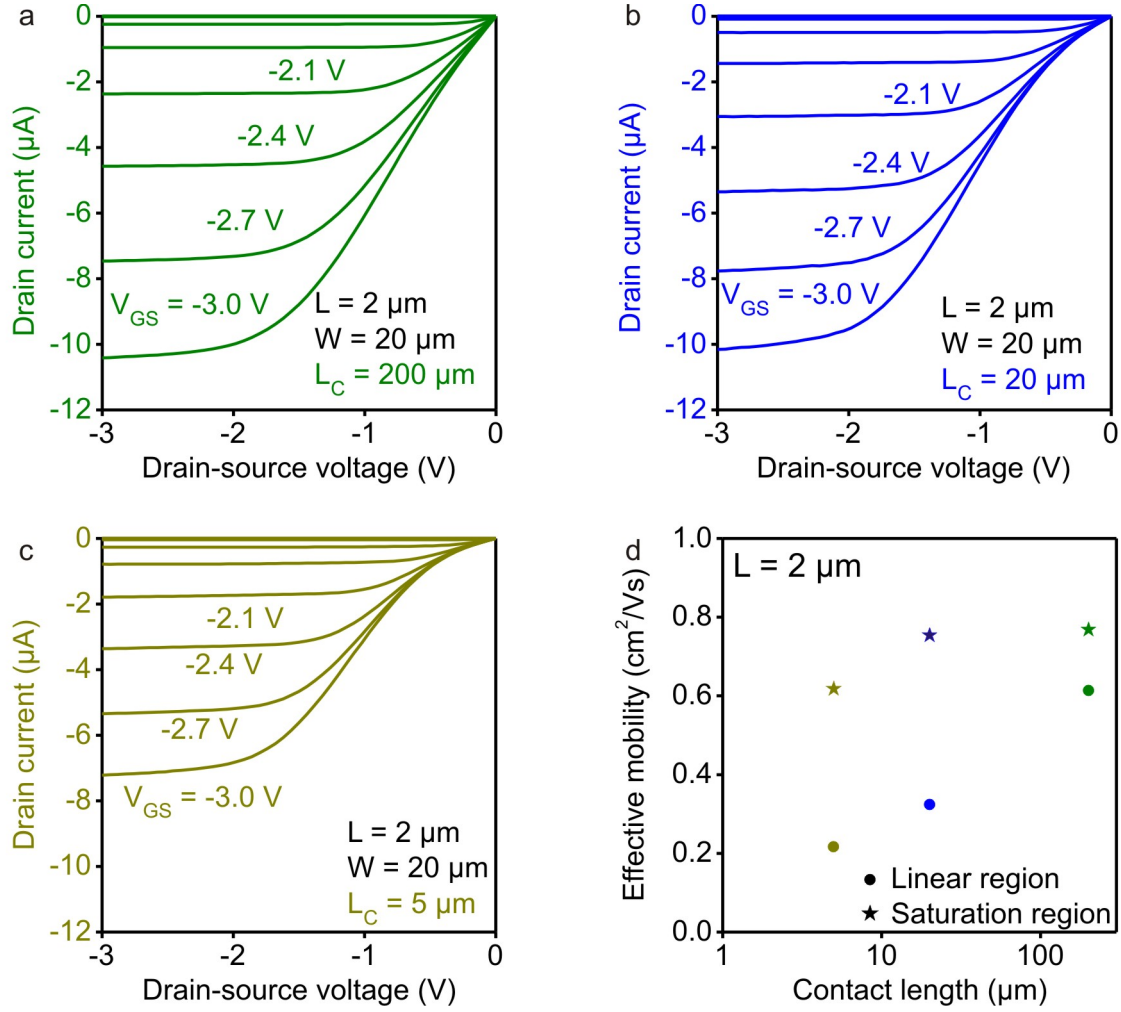 a
0
-2
-4
-6
-8
-10
-12
-3
-2
-1
0
Drain current (µA)
Drain-source voltage (V)
-2.1 V
-2.4 V
-2.7 V
V_GS = -3.0 V
L = 2 µm
W = 20 µm
L_C = 200 µm
b
0
-2
-4
-6
-8
-10
-12
-3
-2
-1
0
Drain current (µA)
Drain-source voltage (V)
-2.1 V
-2.4 V
-2.7 V
V_GS = -3.0 V
L = 2 µm
W = 20 µm
L_C = 20 µm
c
0
-2
-4
-6
-8
-10
-12
-3
-2
-1
0
Drain current (µA)
Drain-source voltage (V)
-2.1 V
-2.4 V
-2.7 V
V_GS = -3.0 V
L = 2 µm
W = 20 µm
L_C = 5 µm
d
1.0
0.8
0.6
0.4
0.2
0.0
1
10
100
Effective mobility (cm²/Vs)
Contact length (µm)
L = 2 µm
Linear region
Saturation region